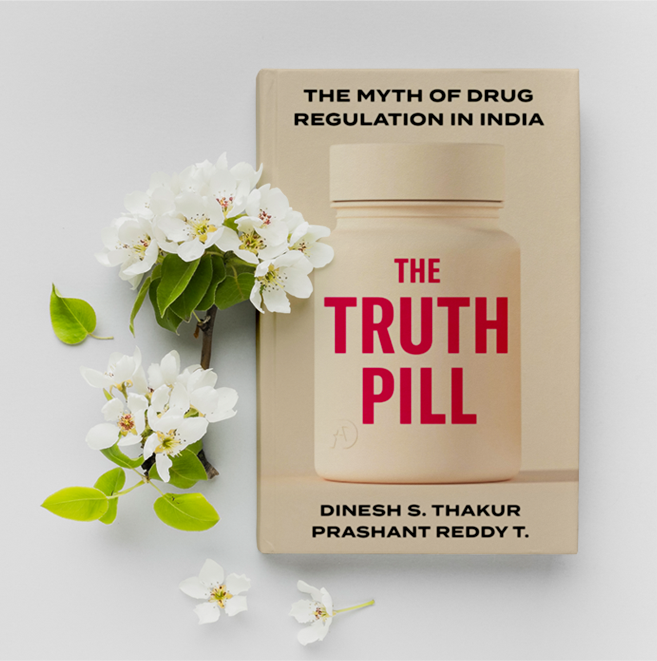 THE MYTH OF DRUG
REGULATION IN INDIA
THE
TRUTH
PILL
DINESH S. THAKUR
PRASHANT REDDY T.